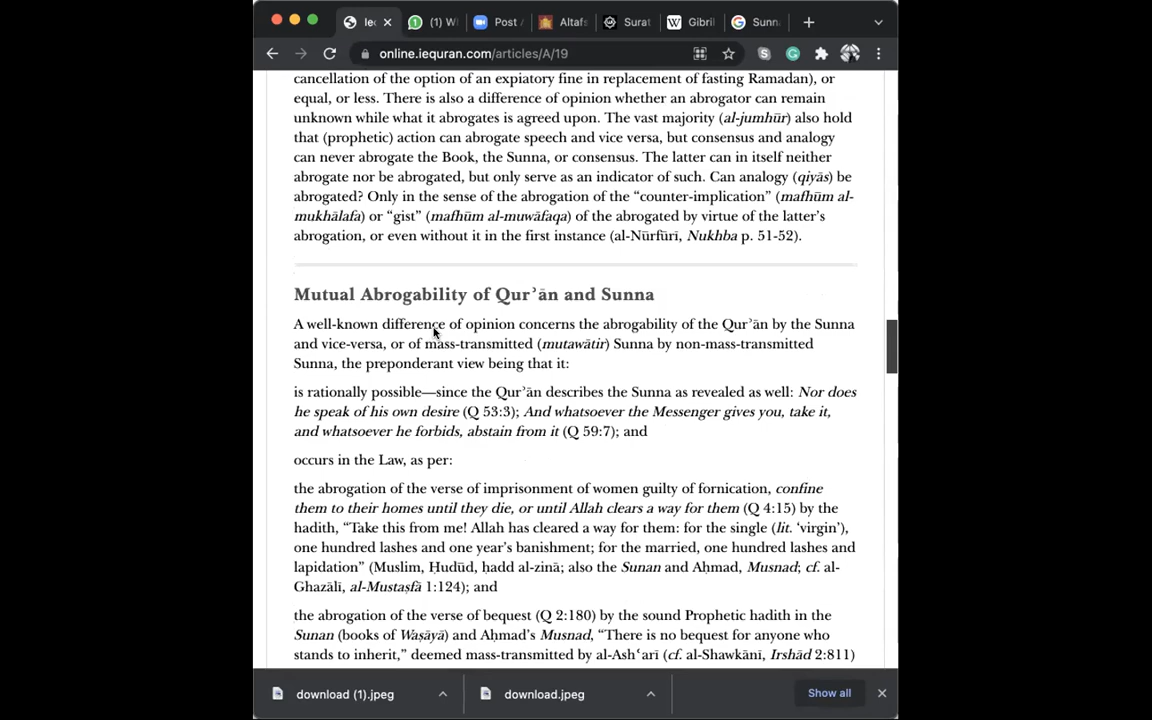 iec
(1) W
Post /
Altafs
Surat
Gibril
Sunn
online.iequran.com/articles/A/19
cancellation of the option of an expiatory fine in replacement of fasting Ramadan), or
equal, or less. There is also a difference of opinion whether an abrogator can remain
unknown while what it abrogates is agreed upon. The vast majority (al-jumhūr) also hold
that (prophetic) action can abrogate speech and vice versa, but consensus and analogy
can never abrogate the Book, the Sunna, or consensus. The latter can in itself neither
abrogate nor be abrogated, but only serve as an indicator of such. Can analogy (qiyās) be
abrogated? Only in the sense of the abrogation of the “counter-implication” (mafhūm al-
mukhālafa) or “gist” (mafhūm al-muwāfaqa) of the abrogated by virtue of the latter’s
abrogation, or even without it in the first instance (al-Nūrfūrī, Nukhba p. 51-52).
Mutual Abrogability of Qurʾān and Sunna
A well-known difference of opinion concerns the abrogability of the Qurʾān by the Sunna
and vice-versa, or of mass-transmitted (mutawātir) Sunna by non-mass-transmitted
Sunna, the preponderant view being that it:
is rationally possible—since the Qurʾān describes the Sunna as revealed as well: Nor does
he speak of his own desire (Q 53:3); And whatsoever the Messenger gives you, take it,
and whatsoever he forbids, abstain from it (Q 59:7); and
occurs in the Law, as per:
the abrogation of the verse of imprisonment of women guilty of fornication, confine
them to their homes until they die, or until Allah clears a way for them (Q 4:15) by the
hadith, “Take this from me! Allah has cleared a way for them: for the single (lit. ‘virgin’),
one hundred lashes and one year’s banishment; for the married, one hundred lashes and
lapidation” (Muslim, Ḥudūd, ḥadd al-zinā; also the Sunan and Aḥmad, Musnad; cf. al-
Ghazālī, al-Mustaṣfā 1:124); and
the abrogation of the verse of bequest (Q 2:180) by the sound Prophetic hadith in the
Sunan (books of Waṣāyā) and Aḥmad’s Musnad, “There is no bequest for anyone who
stands to inherit,” deemed mass-transmitted by al-Ashʿarī (cf. al-Shawkānī, Irshād 2:811)
download (1).jpeg
download.jpeg
Show all